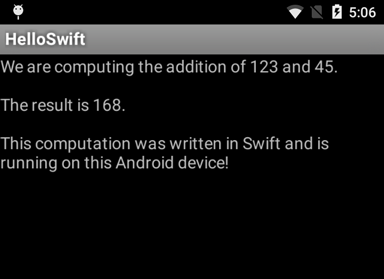 5:06
HelloSwift
We are computing the addition of 123 and 45.
The result is 168.
This computation was written in Swift and is
running on this Android device!